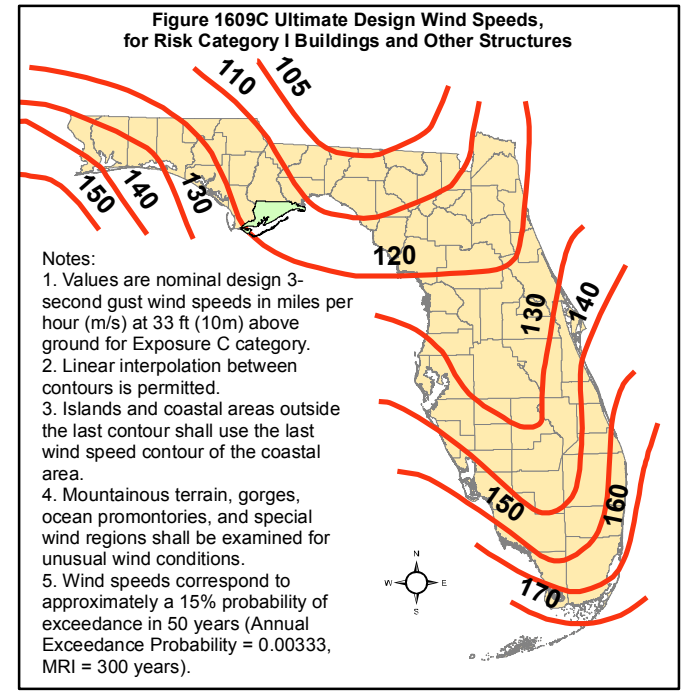 Figure 1609C Ultimate Design Wind Speeds,
for Risk Category I Buildings and Other Structures
105
110
130
140
150
120
Notes:
1. Values are nominal design 3-
second gust wind speeds in miles per
hour (m/s) at 33 ft (10m) above
ground for Exposure C category.
2. Linear interpolation between
contours is permitted.
3. Islands and coastal areas outside
the last contour shall use the last
wind speed contour of the coastal
area.
4. Mountainous terrain, gorges,
ocean promontories, and special
wind regions shall be examined for
unusual wind conditions.
5. Wind speeds correspond to
approximately a 15% probability of
exceedance in 50 years (Annual
Exceedance Probability = 0.00333,
MRI = 300 years).
130
140
150
160
170
N
W
E
S